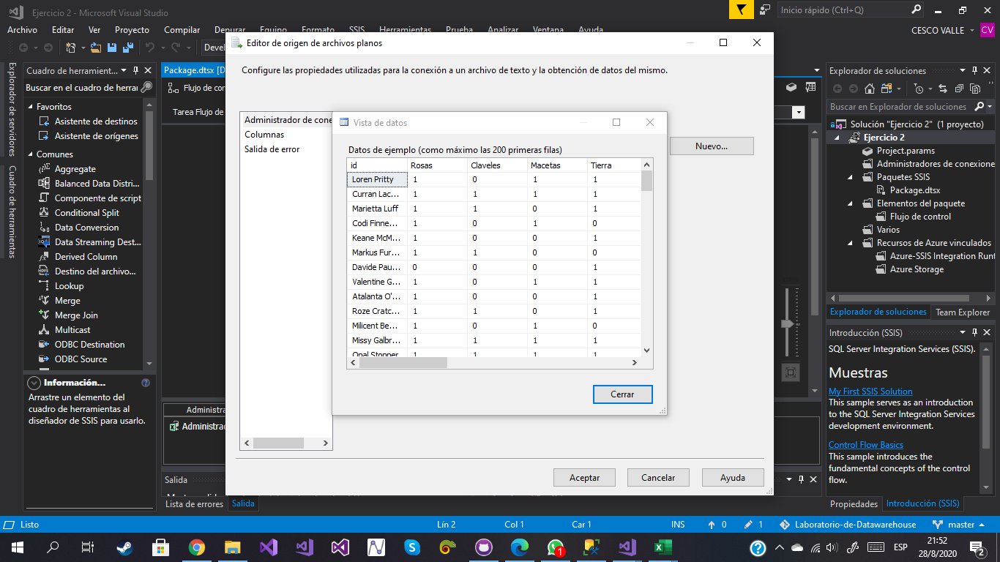 Ejercicio 2 - Microsoft Visual Studio
Inicio rápido (Ctrl+Q)
Archivo Editar Ver Proyecto Compilar Depurar Equipo Formato SSIS Herramientas Prueba Analizar Ventana Ayuda
CESCO VALLE
CV
Explorador de servidores
Cuadro de herramientas
Cuadro de herramient...
Buscar en el cuadro de herrar
Favoritos
Asistente de destinos
Asistente de orígenes
Comunes
Aggregate
Balanced Data Distri...
Componente de script
Conditional Split
Data Conversion
Data Streaming Dest...
Derived Column
Destino del archivo...
Lookup
Merge
Merge Join
Multicast
ODBC Destination
ODBC Source
Información...
Arrastre un elemento del
cuadro de herramientas al
diseñador de SSIS para usarlo.
Package.dtsx [D
Flujo de cor
Tarea Flujo de
Administra
Administrad
Salida
Lista de errores Salida
Editor de origen de archivos planos
Configure las propiedades utilizadas para la conexión a un archivo de texto y la obtención de datos del mismo.
Administrador de cone
Columnas
Salida de error
Nuevo...
Vista de datos
Datos de ejemplo (como máximo las 200 primeras filas)
id Rosas Claveles Macetas Tierra
Loren Pritty 1 0 1 1
Curran Lac... 1 1 1 1
Marietta Luff 1 1 0 1
Codi Finne... 1 0 1 0
Keane McM... 1 0 0 1
Markus Fur... 1 1 0 0
Davide Pau... 0 0 0 1
Valentine G... 1 0 1 1
Atalanta O'... 1 0 0 1
Roze Cratc... 1 1 0 1
Milicent Be... 1 0 1 0
Missy Galbr... 1 1 1 1
Opal Stopper 1 1 1 1
Cerrar
Aceptar Cancelar Ayuda
Explorador de soluciones
Buscar en Explorador de soluciones
Solución "Ejercicio 2" (1 proyecto)
Ejercicio 2
Project.params
Administradores de conexione
Paquetes SSIS
Package.dtsx
Elementos del paquete
Flujo de control
Varios
Recursos de Azure vinculados
Azure-SSIS Integration Runt
Azure Storage
Explorador de soluciones Team Explorer
Introducción (SSIS)
SQL Server Integration Services (SSIS).
Muestras
My First SSIS Solution
This sample serves as an introduction
to the SQL Server Integration Services
development environment.
Control Flow Basics
This sample introduces the
fundamental concepts of the control
flow.
Propiedades Introducción (SSIS)
Listo Lín 2 Col 1 Car 1 INS 0 1 Laboratorio-de-Datawarehouse master
1
ESP
21:52
28/8/2020
2